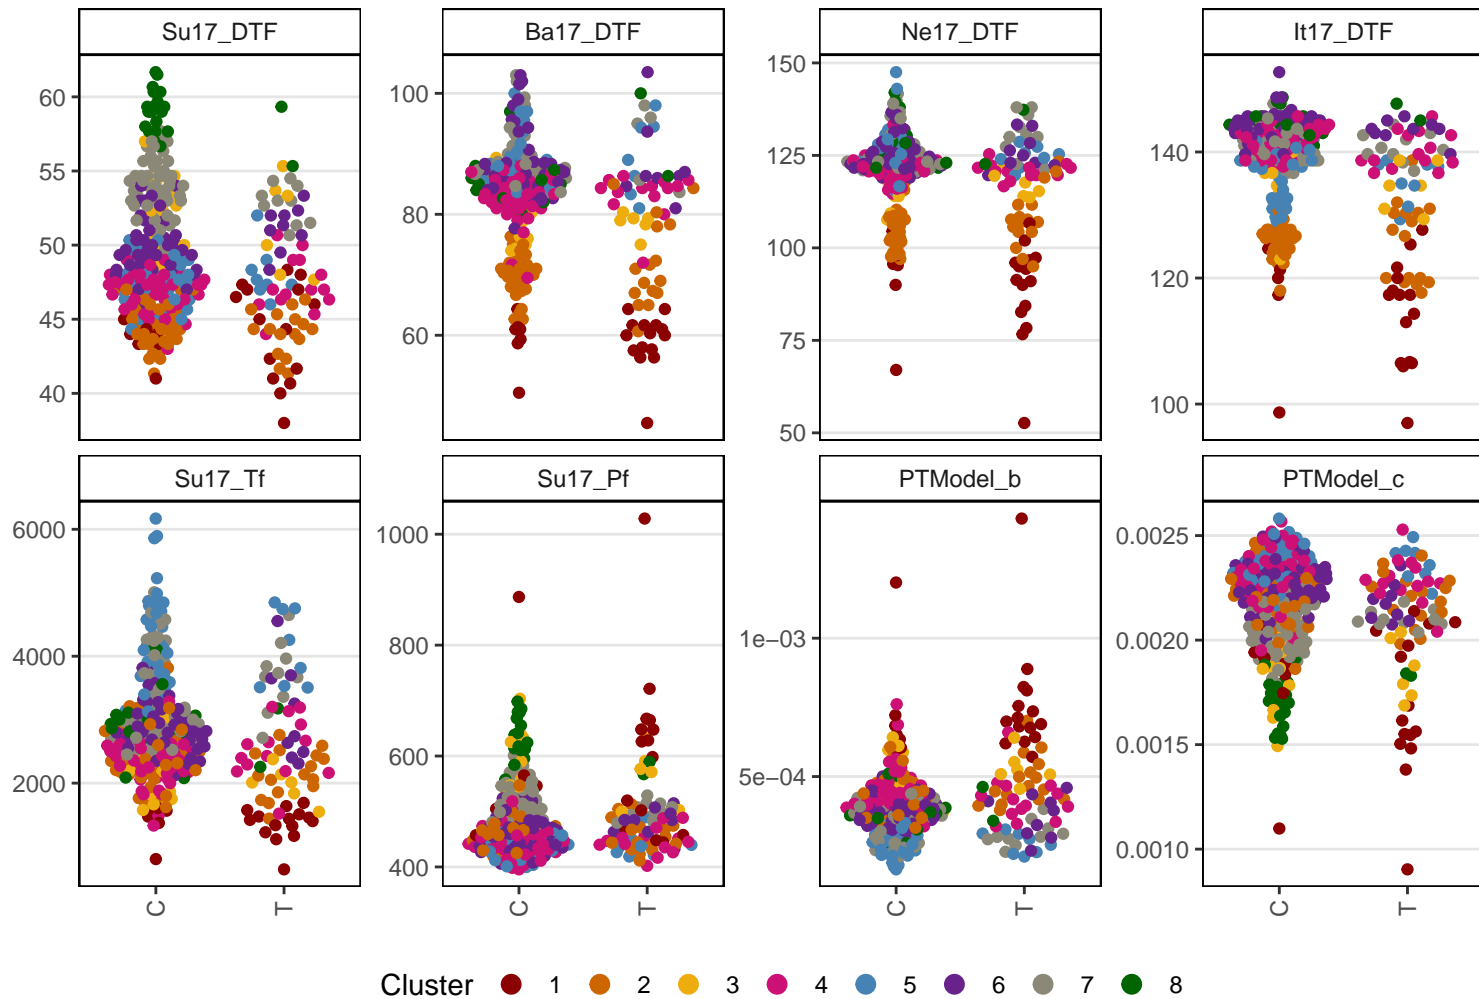 Su17_DTF Ba17_DTF Ne17_DTF It17_DTF
60 55 50 45 40
100 80 60
150 125 100 75 50
140 120 100
Su17_Tf Su17_Pf PTModel_b PTModel_c
6000 4000 2000
1000 800 600 400
1e−03 5e−04
0.0025 0.0020 0.0015 0.0010
C T C T C T C T
Cluster 1 2 3 4 5 6 7 8